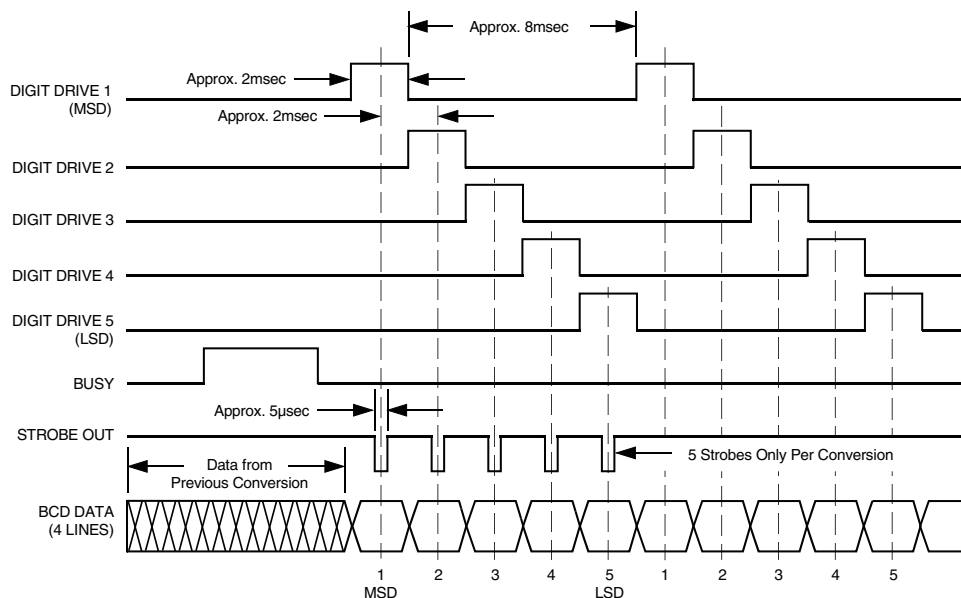 Approx. 8msec
Approx. 2msec
DIGIT DRIVE 1
(MSD)
Approx. 2msec
DIGIT DRIVE 2
DIGIT DRIVE 3
DIGIT DRIVE 4
DIGIT DRIVE 5
(LSD)
BUSY
Approx. 5µsec
STROBE OUT
5 Strobes Only Per Conversion
Data from
Previous Conversion
BCD DATA
(4 LINES)
1 2 3 4 5 1 2 3 4 5
MSD LSD